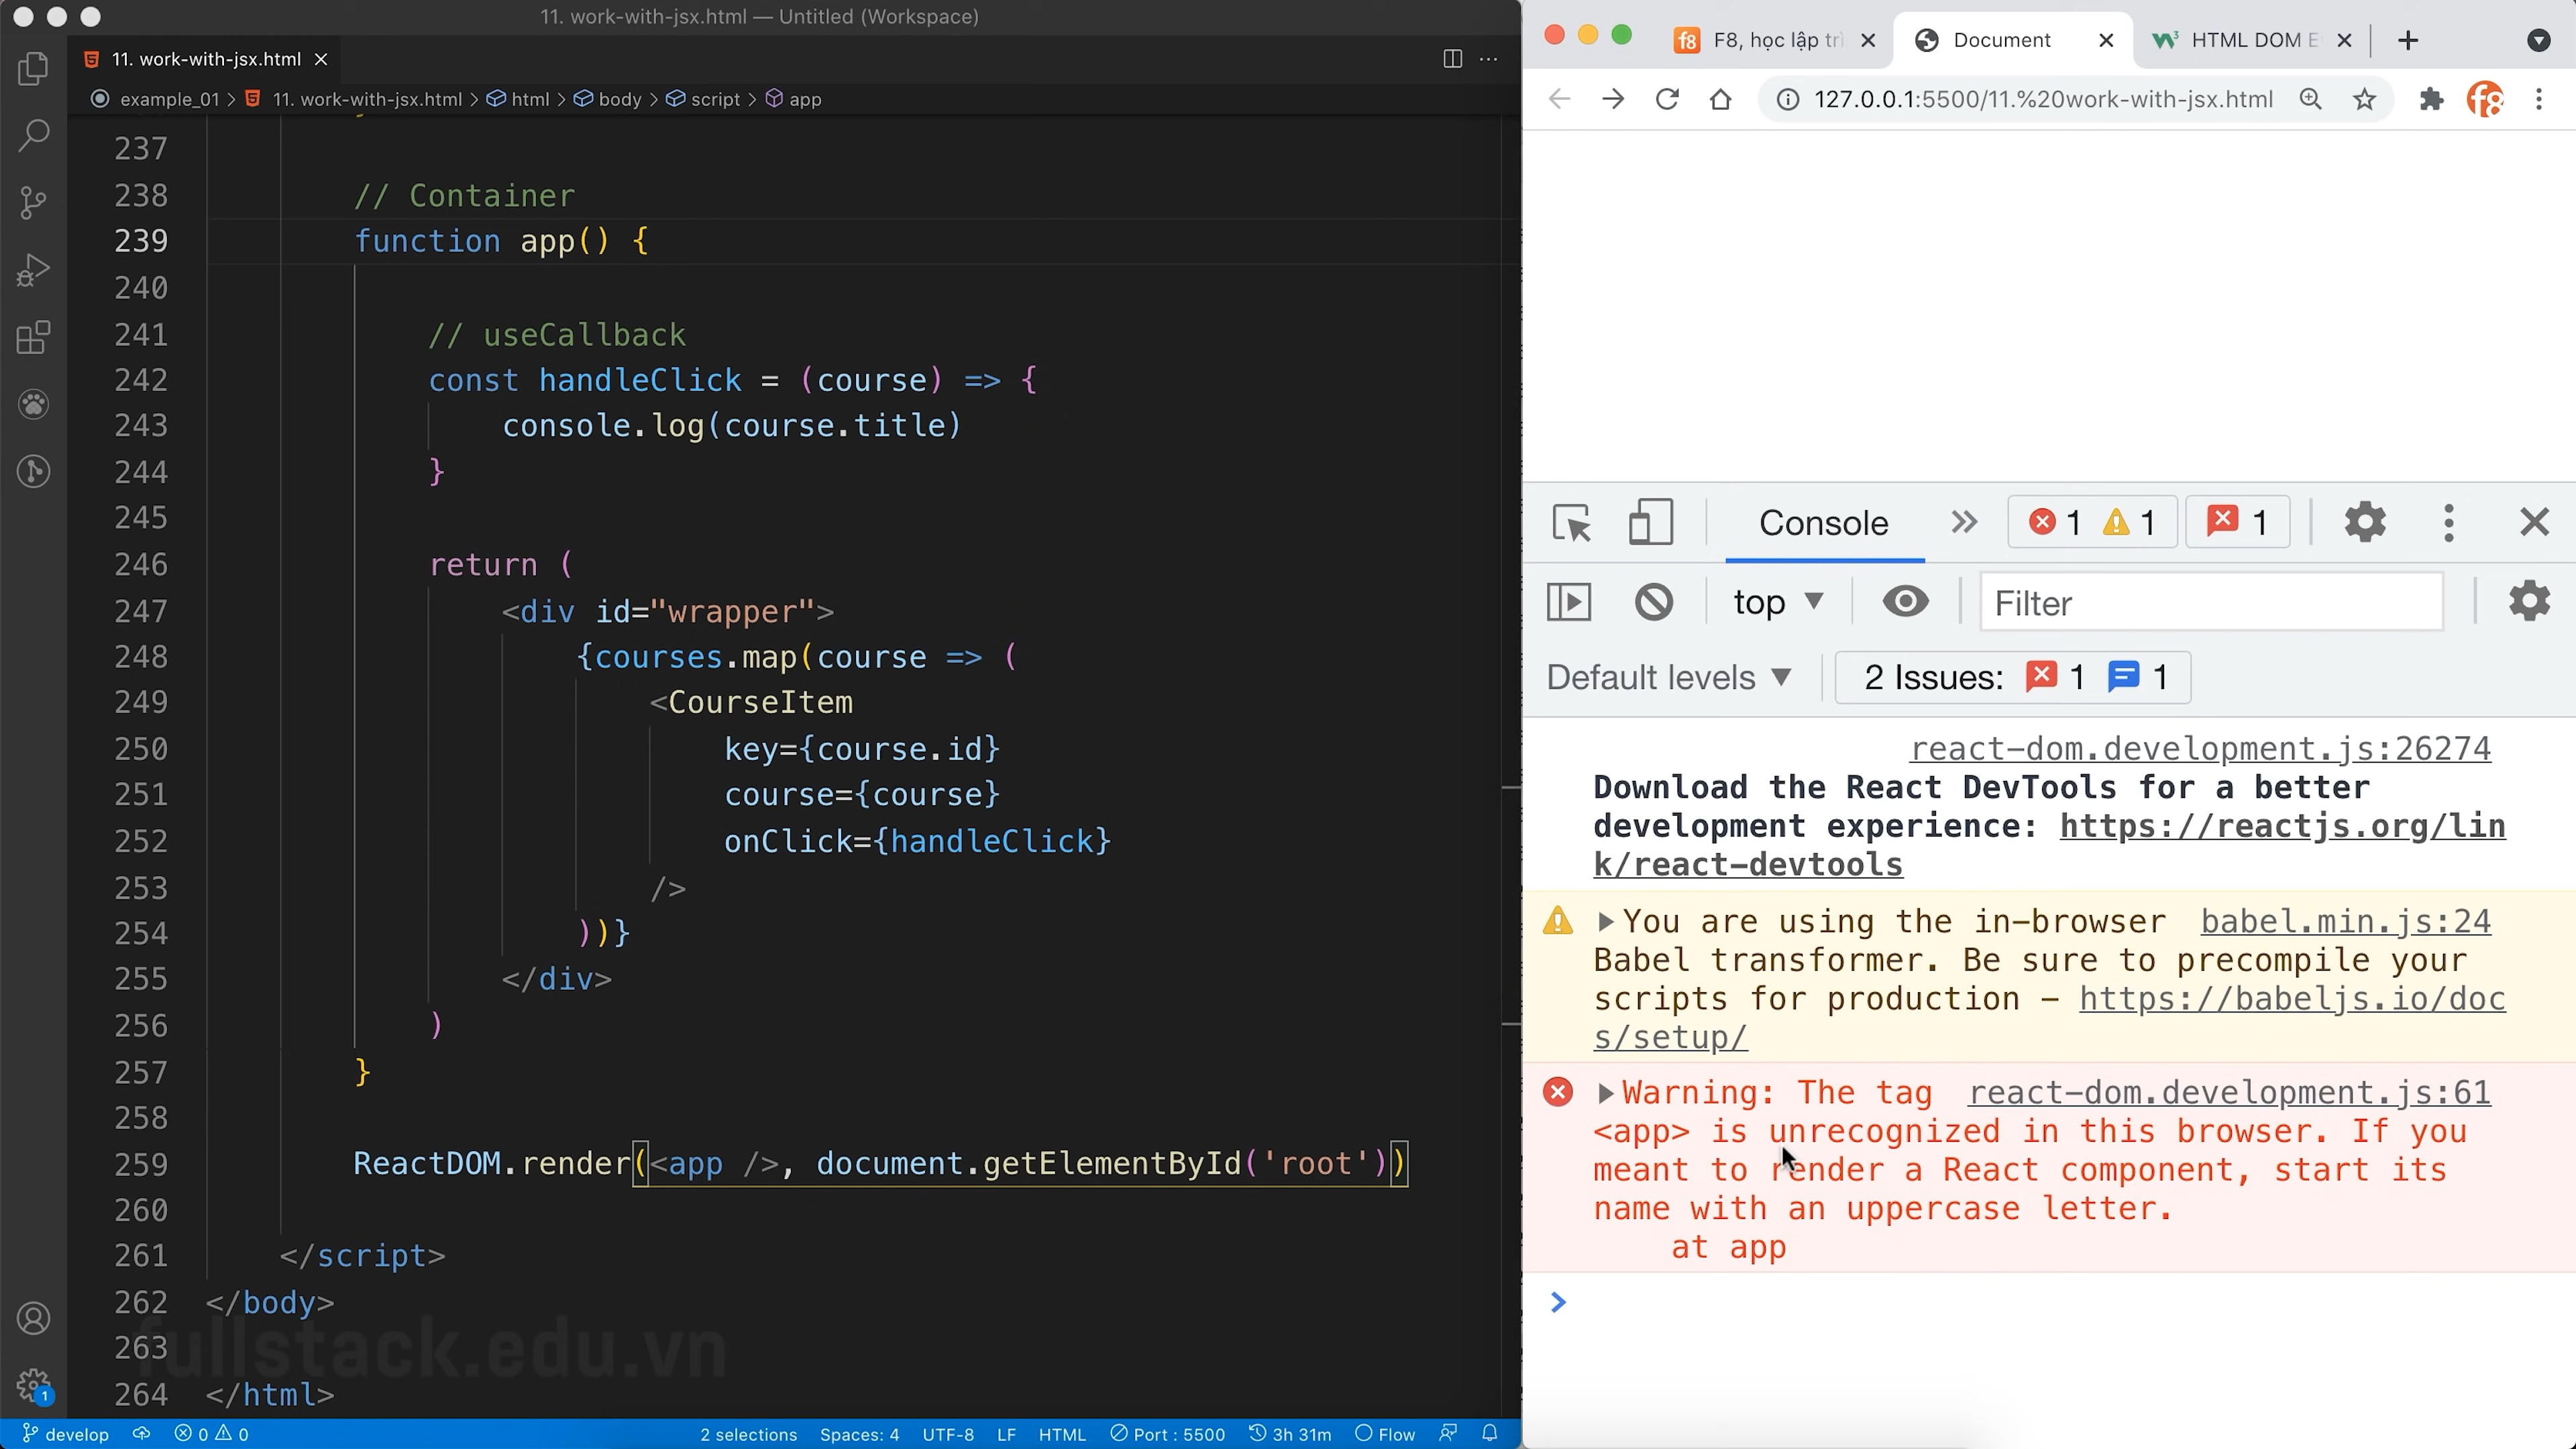 11. work-with-jsx.html — Untitled (Workspace)
11. work-with-jsx.html
example_01 > 11. work-with-jsx.html > html > body > script > app
237
238 // Container
239 function app() {
240
241 // useCallback
242 const handleClick = (course) => {
243 console.log(course.title)
244 }
245
246 return (
247 <div id="wrapper">
248 {courses.map(course => (
249 <CourseItem
250 key={course.id}
251 course={course}
252 onClick={handleClick}
253 />
254 ))}
255 </div>
256 )
257 }
258
259 ReactDOM.render(<app />, document.getElementById('root'))
260
261 </script>
262 </body>
263
264 </html>
fullstack.edu.vn
develop 0 0 2 selections Spaces: 4 UTF-8 LF HTML Port : 5500 3h 31m Flow
1
F8, học lập trì Document HTML DOM E
127.0.0.1:5500/11.%20work-with-jsx.html
Console 1 1 1
top Filter
Default levels 2 Issues: 1 1
react-dom.development.js:26274
Download the React DevTools for a better
development experience: https://reactjs.org/lin
k/react-devtools
You are using the in-browser babel.min.js:24
Babel transformer. Be sure to precompile your
scripts for production – https://babeljs.io/doc
s/setup/
Warning: The tag react-dom.development.js:61
<app> is unrecognized in this browser. If you
meant to render a React component, start its
name with an uppercase letter.
at app